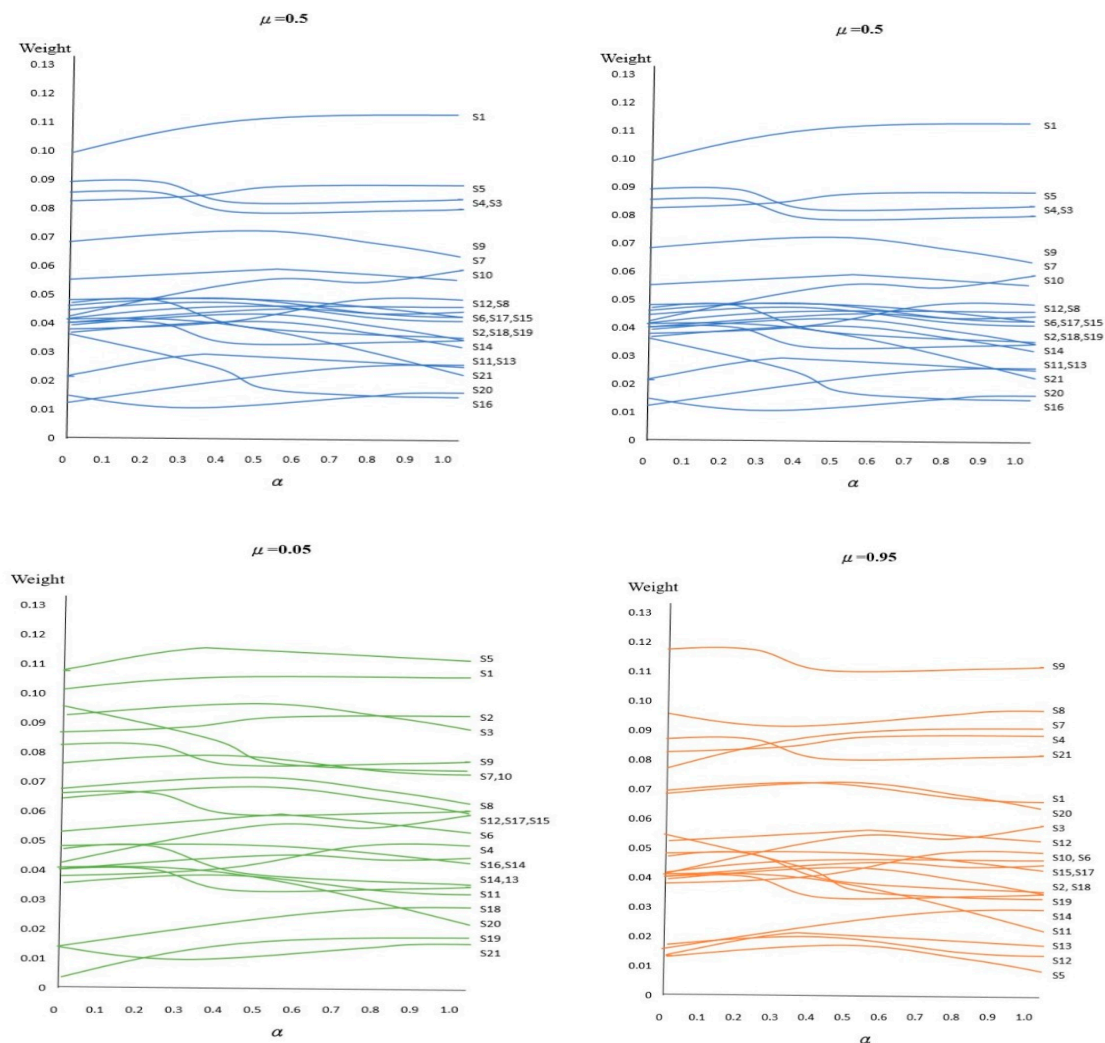 μ=0.5
Weight
0.13
0.12
0.11
0.10
0.09
0.08
0.07
0.06
0.05
0.04
0.03
0.02
0.01
0
S1
S5
S4,S3
S9
S7
S10
S12,S8
S6,S17,S15
S2,S18,S19
S14
S11,S13
S21
S20
S16
0 0.1 0.2 0.3 0.4 0.5 0.6 0.7 0.8 0.9 1.0
α
μ=0.5
Weight
0.13
0.12
0.11
0.10
0.09
0.08
0.07
0.06
0.05
0.04
0.03
0.02
0.01
0
S1
S5
S4,S3
S9
S7
S10
S12,S8
S6,S17,S15
S2,S18,S19
S14
S11,S13
S21
S20
S16
0 0.1 0.2 0.3 0.4 0.5 0.6 0.7 0.8 0.9 1.0
α
μ=0.05
Weight
0.13
0.12
0.11
0.10
0.09
0.08
0.07
0.06
0.05
0.04
0.03
0.02
0.01
0
S5
S1
S2
S3
S9
S7,10
S8
S12,S17,S15
S6
S4
S16,S14
S14,13
S11
S18
S20
S19
S21
0 0.1 0.2 0.3 0.4 0.5 0.6 0.7 0.8 0.9 1.0
α
μ=0.95
Weight
0.13
0.12
0.11
0.10
0.09
0.08
0.07
0.06
0.05
0.04
0.03
0.02
0.01
0
S9
S8
S7
S4
S21
S1
S20
S3
S12
S10, S6
S15,S17
S2, S18
S19
S14
S11
S13
S12
S5
0 0.1 0.2 0.3 0.4 0.5 0.6 0.7 0.8 0.9 1.0
α